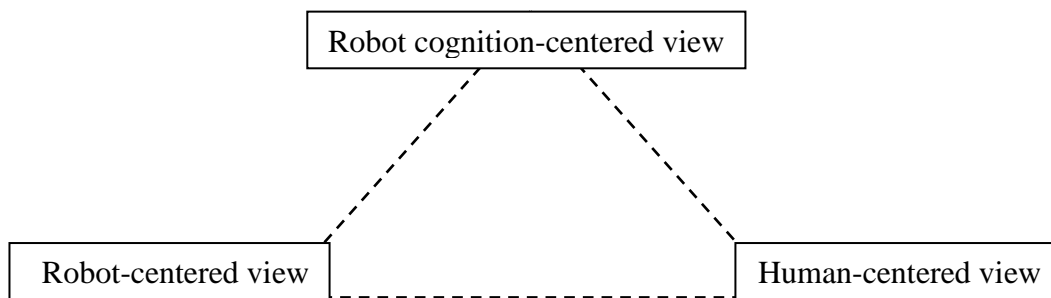 Robot cognition-centered view
Robot-centered view
Human-centered view